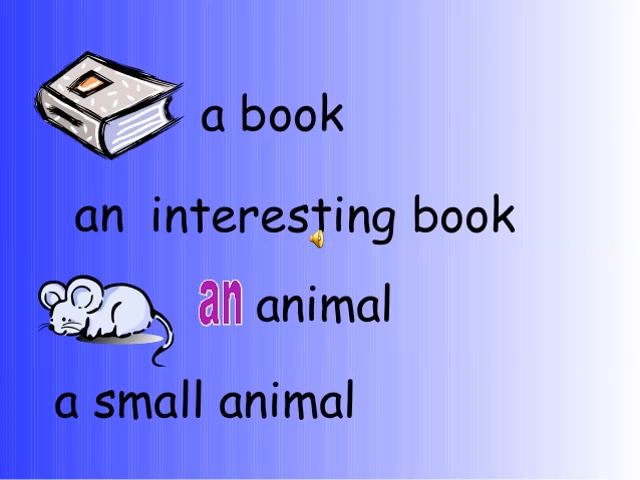 a book
an interesting book
an animal
a small animal